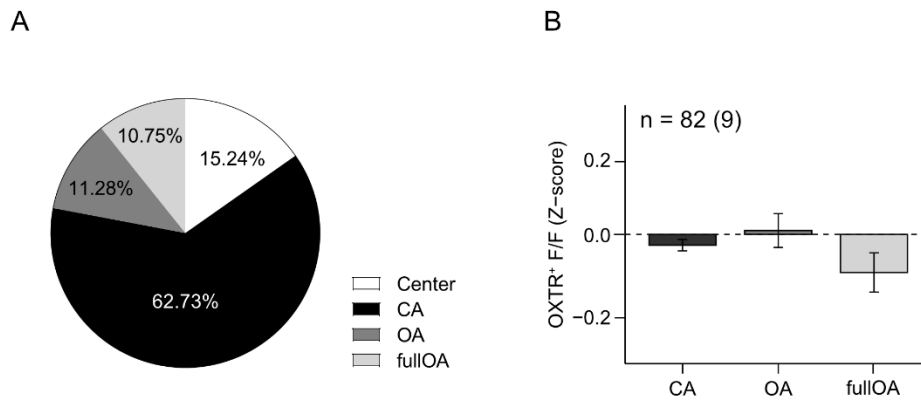 A
10.75%
15.24%
11.28%
62.73%
Center
CA
OA
fullOA
B
n = 82 (9)
OXTR⁺ F/F (Z−score)
0.2
0.0
−0.2
CA OA fullOA